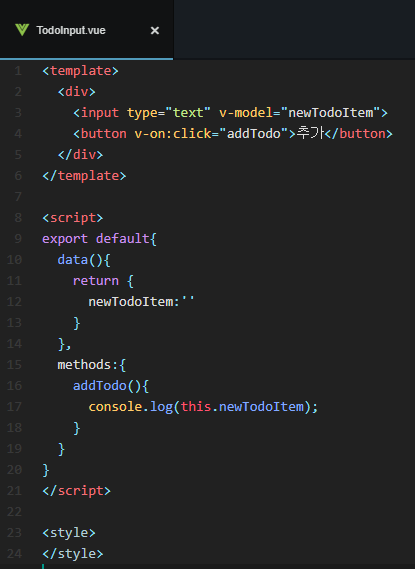 TodoInput.vue ×
1 <template>
2   <div>
3     <input type="text" v-model="newTodoItem">
4     <button v-on:click="addTodo">추가</button>
5   </div>
6 </template>
7
8 <script>
9 export default{
10   data(){
11     return {
12       newTodoItem:''
13     }
14   },
15   methods:{
16     addTodo(){
17       console.log(this.newTodoItem);
18     }
19   }
20 }
21 </script>
22
23 <style>
24 </style>